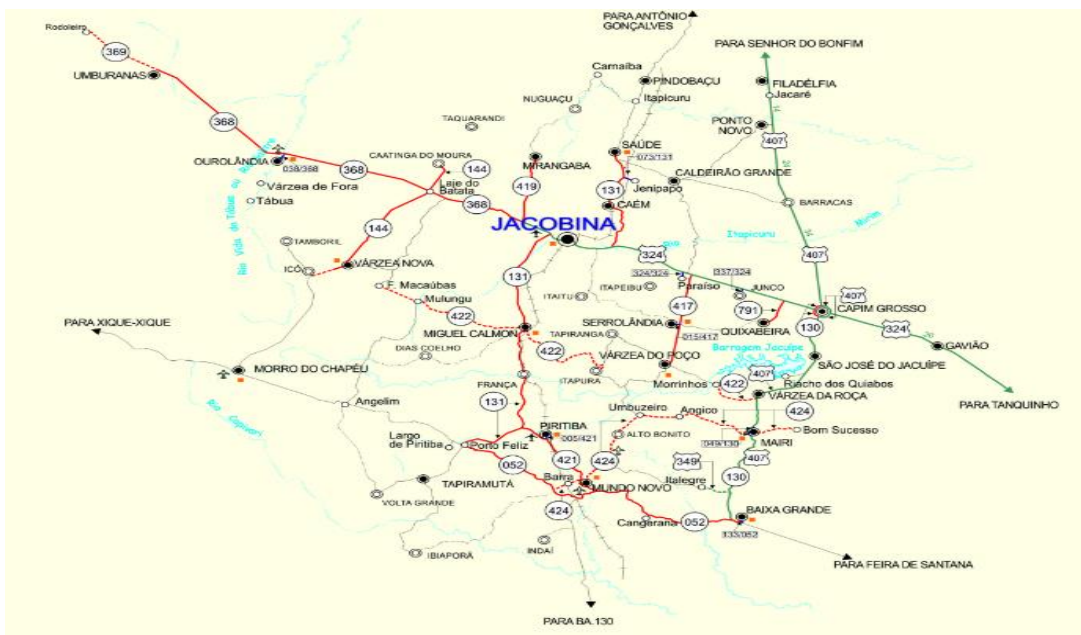 PARA ANTÔNIO
GONÇALVES
Rodoleiro
369
UMBURANAS
PARA SENHOR DO BONFIM
Carnaíba
PINDOBAÇU
FILADÉLFIA
Jacaré
NUGUAÇU
Itapicuru
368
TAQUARANDI
PONTO
NOVO
407
SAÚDE
OUROLÂNDIA
038/368
CAATINGA DO MOURA
144
MIRANGABA
073/131
CALDEIRÃO GRANDE
368
Várzea de Fora
Laje do
Batata
419
131
Jenipapo
Tábua
368
CAÉM
BARRACAS
JACOBINA
Itapicuru
Mirim
144
TAMBORIL
324
407
ICÓ
VÁRZEA NOVA
131
324/324
337/324
F. Macaúbas
Paraíso
JUNCO
407
Mulungu
ITAITU
ITAPEIBU
417
791
CAPIM GROSSO
422
MIGUEL CALMON
SERROLÂNDIA
QUIXABEIRA
130
324
PARA XIQUE-XIQUE
TAPIRANGA
015/417
GAVIÃO
DIAS COELHO
422
VÁRZEA DO POÇO
Barragem Jacuípe
SÃO JOSÉ DO JACUÍPE
MORRO DO CHAPÉU
FRANÇA
ITAPURA
Morrinhos
422
407
Riacho dos Quiabos
VÁRZEA DA ROÇA
PARA TANQUINHO
Angelim
131
Umbuzeiro
Angico
424
PIRITIBA
005/421
ALTO BONITO
Bom Sucesso
Largo
de Piritiba
Porto Feliz
049/130
MAIRI
052
421
424
349
407
TAPIRAMUTÁ
Barra
MUNDO NOVO
Italegre
130
VOLTA GRANDE
424
BAIXA GRANDE
Cangarana
052
133/052
IBIAPORÃ
INDAÍ
PARA FEIRA DE SANTANA
PARA BA.130